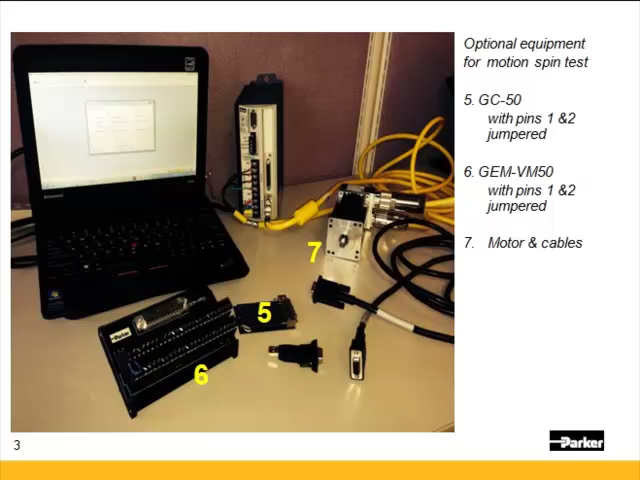 Optional equipment
for motion spin test
5. GC-50
with pins 1 &2
jumpered
6. GEM-VM50
with pins 1 &2
jumpered
7. Motor & cables
7
5
6
Parker
3
Parker